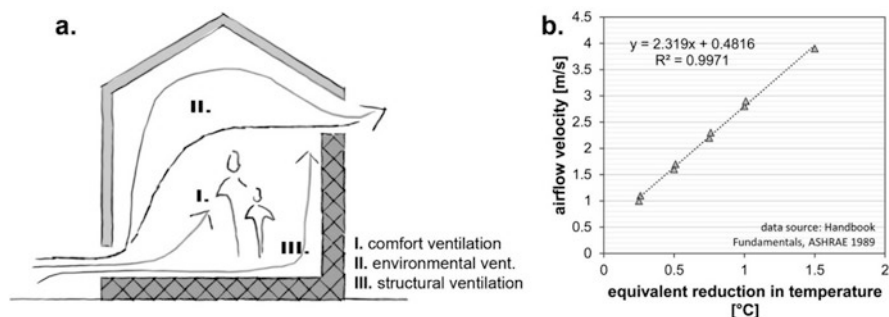 a.
II.
I.
III.
I. comfort ventilation
II. environmental vent.
III. structural ventilation
b.
airflow velocity [m/s]
4.5
4
3.5
3
2.5
2
1.5
1
0.5
0
y = 2.319x + 0.4816
R² = 0.9971
data source: Handbook
Fundamentals, ASHRAE 1989
0 0.5 1 1.5 2
equivalent reduction in temperature
[°C]